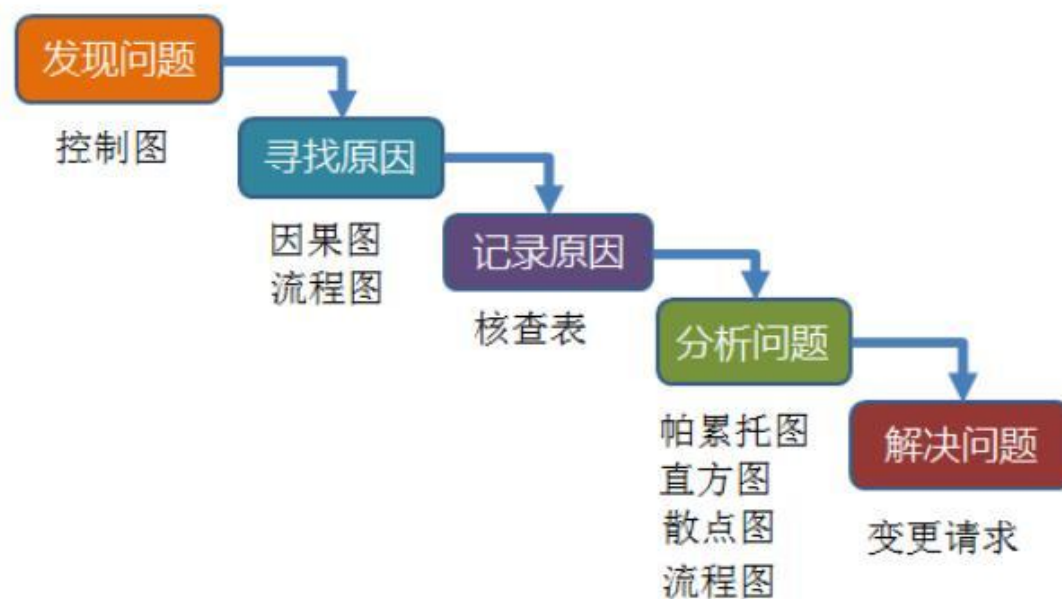 发现问题
控制图
寻找原因
因果图
流程图
记录原因
核查表
分析问题
帕累托图
直方图
散点图
流程图
解决问题
变更请求